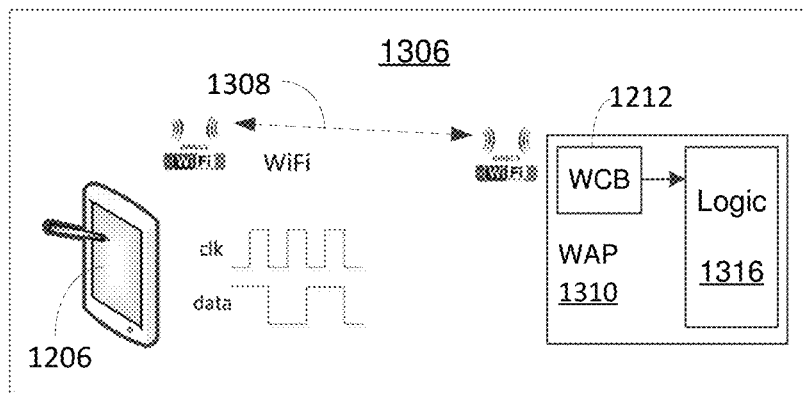 1306
1308
1212
WiFi
WiFi
WiFi
WCB
Logic
clk
WAP
1310
1316
data
1206